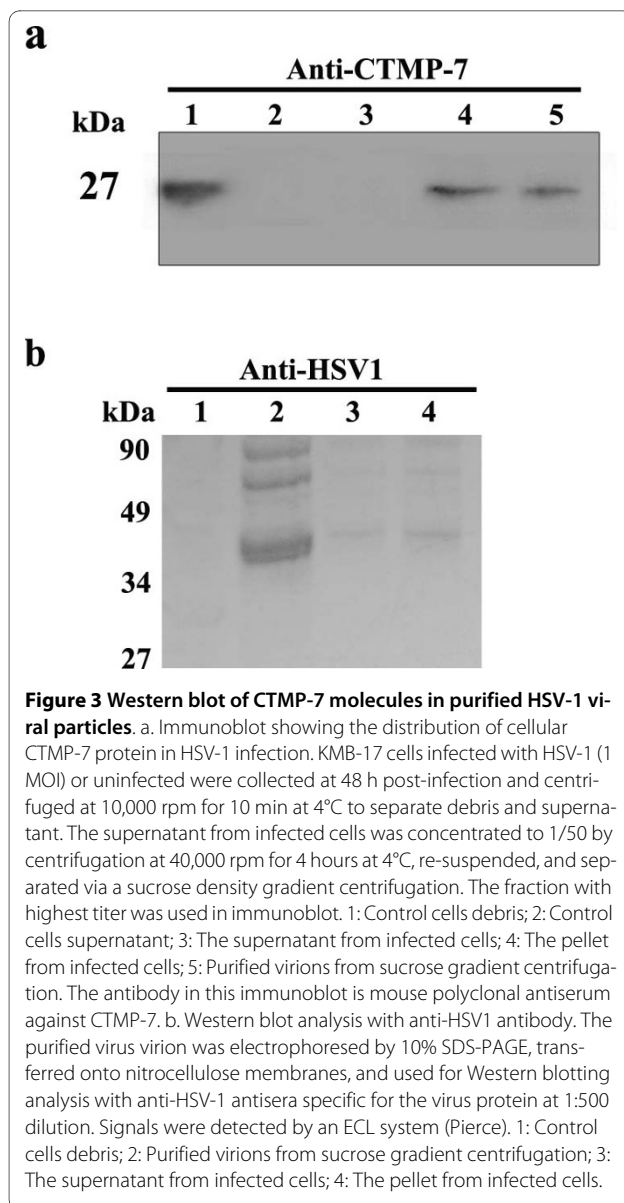 a
Anti-CTMP-7
kDa 1 2 3 4 5
27
b
Anti-HSV1
kDa 1 2 3 4
90
49
34
27
Figure 3 Western blot of CTMP-7 molecules in purified HSV-1 vi-
ral particles. a. Immunoblot showing the distribution of cellular
CTMP-7 protein in HSV-1 infection. KMB-17 cells infected with HSV-1 (1
MOI) or uninfected were collected at 48 h post-infection and centri-
fuged at 10,000 rpm for 10 min at 4°C to separate debris and superna-
tant. The supernatant from infected cells was concentrated to 1/50 by
centrifugation at 40,000 rpm for 4 hours at 4°C, re-suspended, and sep-
arated via a sucrose density gradient centrifugation. The fraction with
highest titer was used in immunoblot. 1: Control cells debris; 2: Control
cells supernatant; 3: The supernatant from infected cells; 4: The pellet
from infected cells; 5: Purified virions from sucrose gradient centrifuga-
tion. The antibody in this immunoblot is mouse polyclonal antiserum
against CTMP-7. b. Western blot analysis with anti-HSV1 antibody. The
purified virus virion was electrophoresed by 10% SDS-PAGE, trans-
ferred onto nitrocellulose membranes, and used for Western blotting
analysis with anti-HSV-1 antisera specific for the virus protein at 1:500
dilution. Signals were detected by an ECL system (Pierce). 1: Control
cells debris; 2: Purified virions from sucrose gradient centrifugation; 3:
The supernatant from infected cells; 4: The pellet from infected cells.